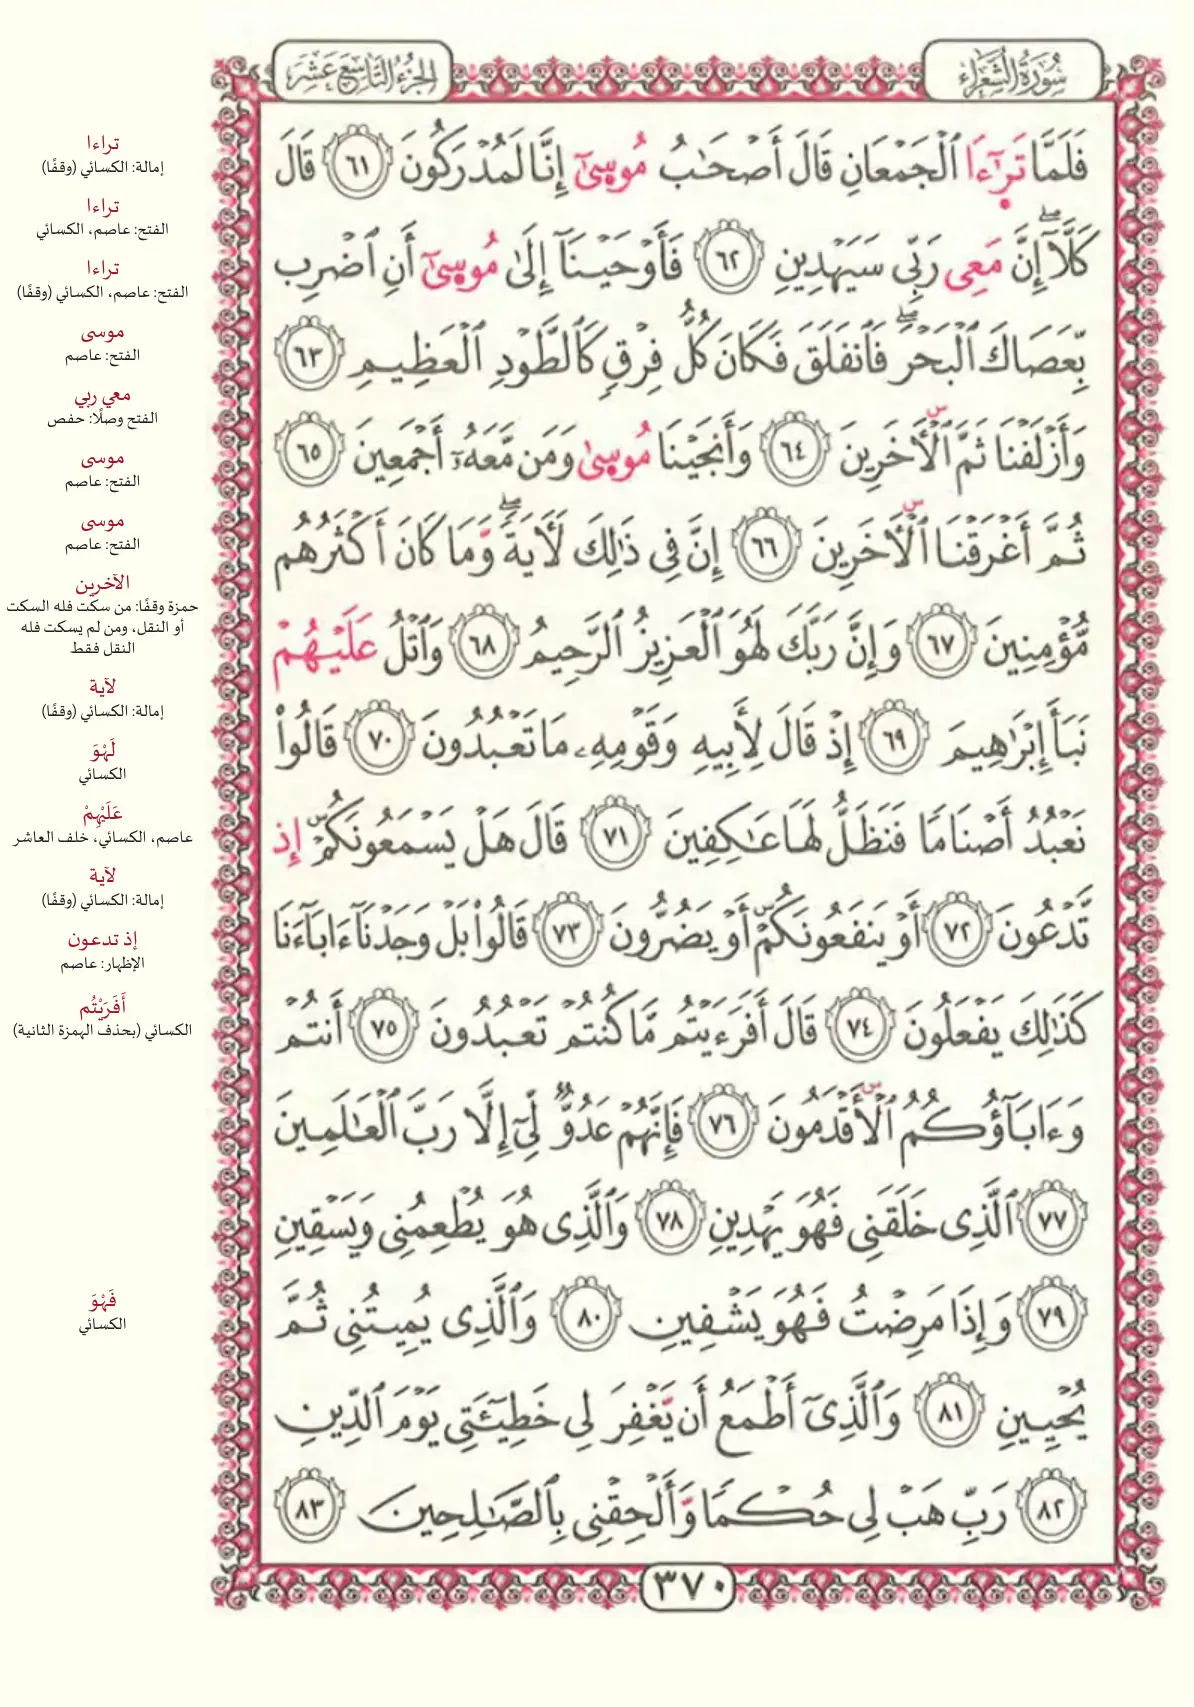 سُورَةُ الشُّعَرَاءِ
الجُزْءُ التَّاسِعَ عَشَرَ
فَلَمَّا تَرَٰٓءَا ٱلْجَمْعَانِ قَالَ أَصْحَٰبُ مُوسِىٰٓ إِنَّا لَمُدْرَكُونَ ٦١ قَالَ
كَلَّآۖ إِنَّ مَعِى رَبِّى سَيَهْدِينِ ٦٢ فَأَوْحَيْنَآ إِلَىٰ مُوسِىٰٓ أَنِ ٱضْرِب
بِّعَصَاكَ ٱلْبَحْرَۖ فَٱنفَلَقَ فَكَانَ كُلُّ فِرْقٍ كَٱلطَّوْدِ ٱلْعَظِيمِ ٦٣
وَأَزْلَفْنَا ثَمَّ ٱلْأَٓخَرِينَ ٦٤ وَأَنجَيْنَا مُوسِىٰ وَمَن مَّعَهُۥٓ أَجْمَعِينَ ٦٥
ثُمَّ أَغْرَقْنَا ٱلْأَٓخَرِينَ ٦٦ إِنَّ فِى ذَٰلِكَ لَأَٓيَةًۖ وَمَا كَانَ أَكْثَرُهُم
مُّؤْمِنِينَ ٦٧ وَإِنَّ رَبَّكَ لَهُوَ ٱلْعَزِيزُ ٱلرَّحِيمُ ٦٨ وَٱتْلُ عَلَيْهُمْ
نَبَأَ إِبْرَٰهِيمَ ٦٩ إِذْ قَالَ لِأَبِيهِ وَقَوْمِهِۦ مَا تَعْبُدُونَ ٧٠ قَالُوا۟
نَعْبُدُ أَصْنَامًا فَنَظَلُّ لَهَا عَٰكِفِينَ ٧١ قَالَ هَلْ يَسْمَعُونَكُمْ إِذ
تَّدْعُونَ ٧٢ أَوْ يَنفَعُونَكُمْ أَوْ يَضُرُّونَ ٧٣ قَالُوا۟ بَلْ وَجَدْنَآ ءَابَآءَنَا
كَذَٰلِكَ يَفْعَلُونَ ٧٤ قَالَ أَفَرَءَيْتُم مَّا كُنتُمْ تَعْبُدُونَ ٧٥ أَنتُمْ
وَءَابَآؤُكُمُ ٱلْأَقْدَمُونَ ٧٦ فَإِنَّهُمْ عَدُوٌّ لِّىٓ إِلَّا رَبَّ ٱلْعَٰلَمِينَ
٧٧ ٱلَّذِى خَلَقَنِى فَهُوَ يَهْدِينِ ٧٨ وَٱلَّذِى هُوَ يُطْعِمُنِى وَيَسْقِينِ
٧٩ وَإِذَا مَرِضْتُ فَهُوَ يَشْفِينِ ٨٠ وَٱلَّذِى يُمِيتُنِى ثُمَّ
يُحْيِينِ ٨١ وَٱلَّذِىٓ أَطْمَعُ أَن يَغْفِرَ لِى خَطِيٓـَٔتِى يَوْمَ ٱلدِّينِ
٨٢ رَبِّ هَبْ لِى حُكْمًا وَأَلْحِقْنِى بِٱلصَّٰلِحِينَ ٨٣
٣٧٠
تراءا
إمالة: الكسائي (وقفًا)
تراءا
الفتح: عاصم، الكسائي
تراءا
الفتح: عاصم، الكسائي (وقفًا)
موسى
الفتح: عاصم
معي ربي
الفتح وصلًا: حفص
موسى
الفتح: عاصم
موسى
الفتح: عاصم
الآخرين
حمزة وقفًا: من سكت فله السكت
أو النقل، ومن لم يسكت فله
النقل فقط
لآية
إمالة: الكسائي (وقفًا)
لَهْوَ
الكسائي
عَلَيْهِمْ
عاصم، الكسائي، خلف العاشر
لآية
إمالة: الكسائي (وقفًا)
إذ تدعون
الإظهار: عاصم
أَفَرَيْتُم
الكسائي (بحذف الهمزة الثانية)
فَهْوَ
الكسائي